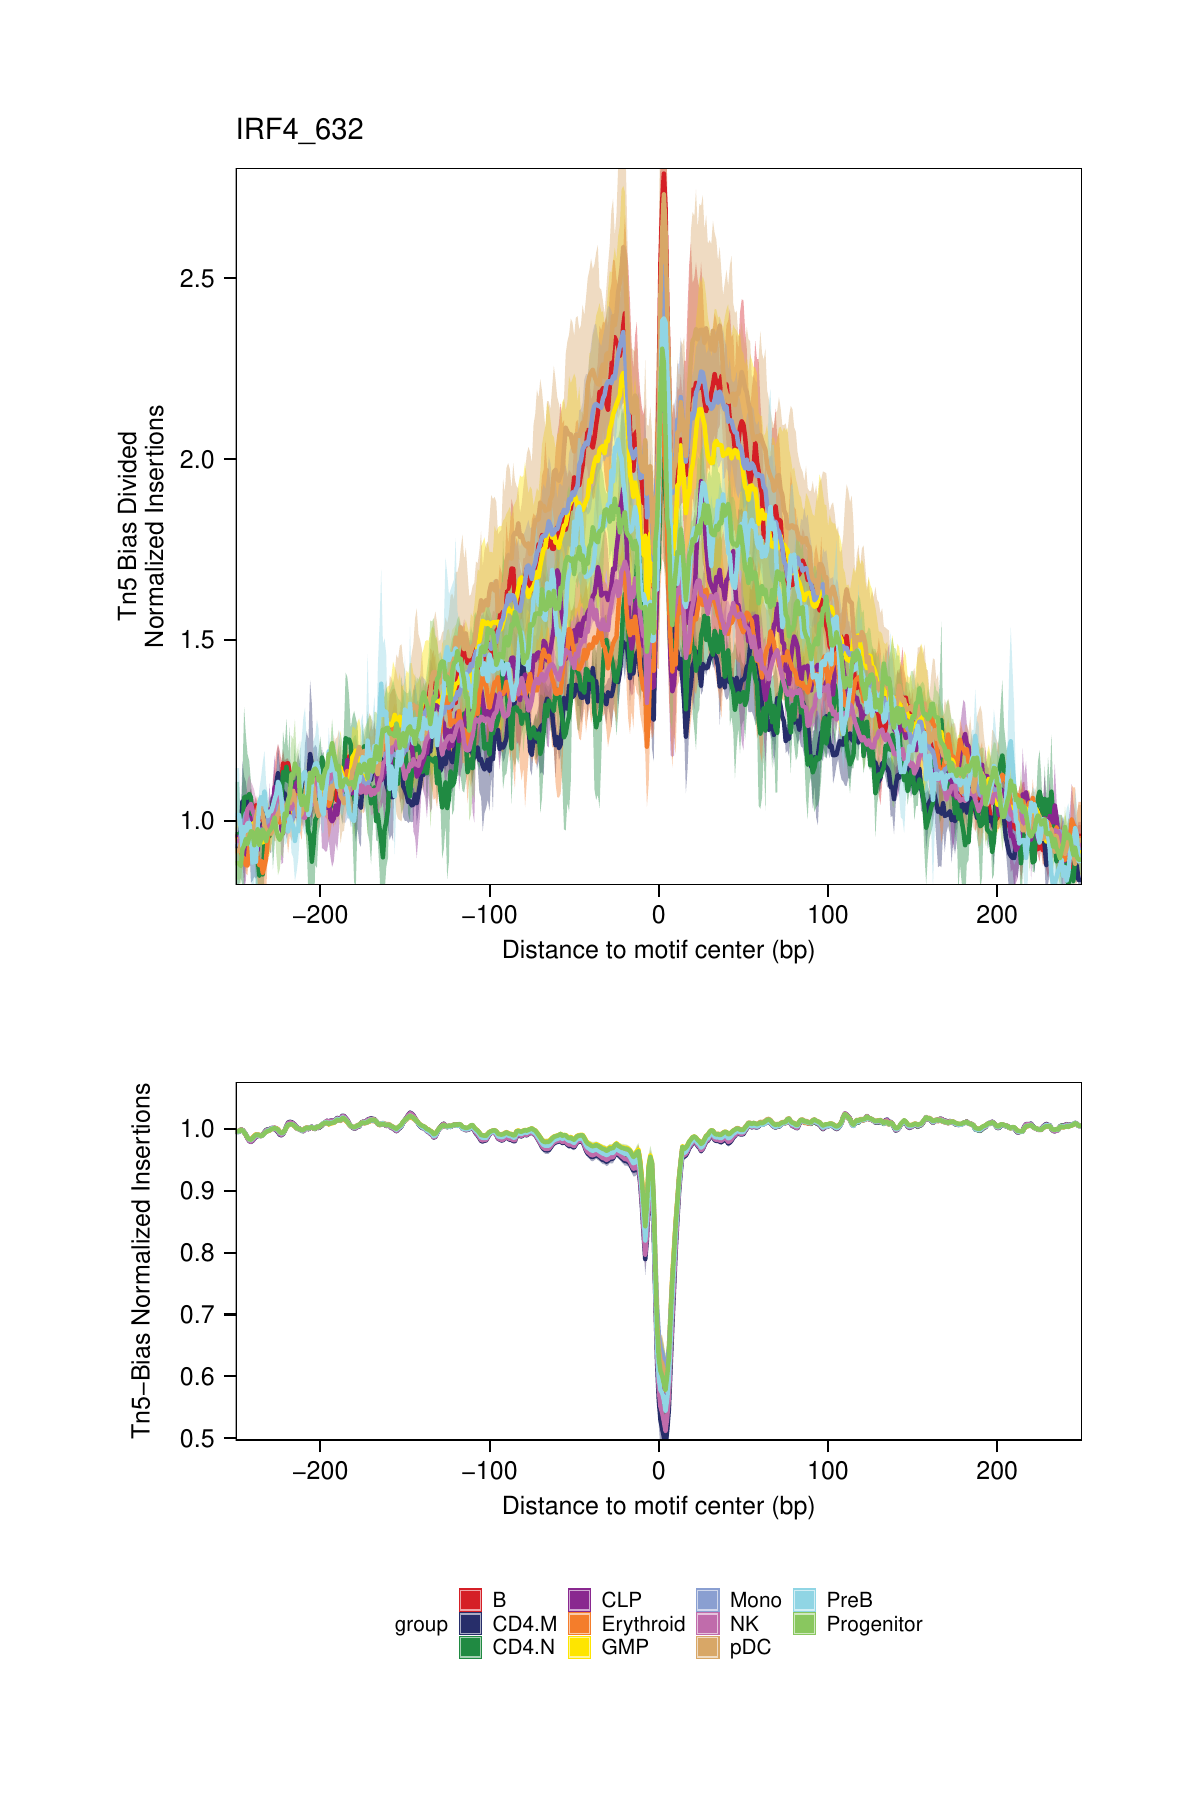 IRF4_632
Tn5 Bias Divided
Normalized Insertions
2.5
2.0
1.5
1.0
−200 −100 0 100 200
Distance to motif center (bp)
Tn5−Bias Normalized Insertions
1.0
0.9
0.8
0.7
0.6
0.5
−200 −100 0 100 200
Distance to motif center (bp)
B CLP Mono PreB
group CD4.M Erythroid NK Progenitor
CD4.N GMP pDC